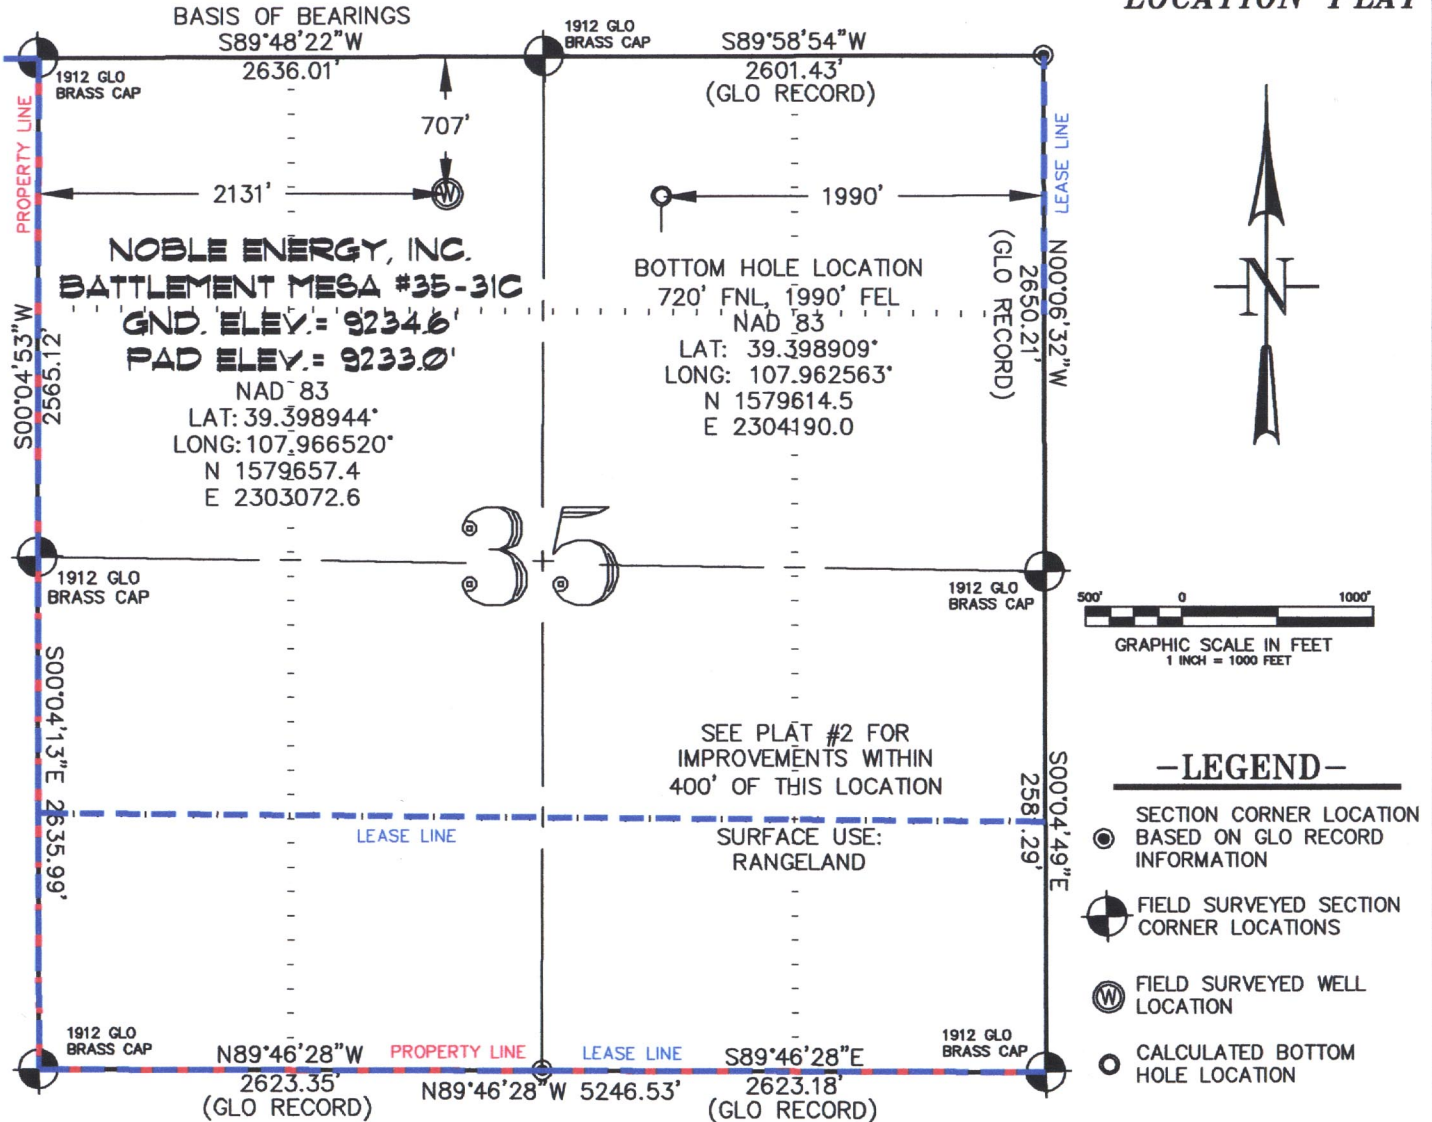 LOCATION PLAT
BASIS OF BEARINGS
S89°48'22"W
2636.01'
1912 GLO
BRASS CAP
1912 GLO
BRASS CAP
S89°58'54"W
2601.43'
(GLO RECORD)
PROPERTY LINE
LEASE LINE
707'
2131'
W
1990'
NOBLE ENERGY, INC.
BATTLEMENT MESA #35-31C
GND. ELEV.= 9234.6'
PAD ELEV.= 9233.0'
NAD 83
LAT: 39.398944°
LONG: 107.966520°
N 1579657.4
E 2303072.6
BOTTOM HOLE LOCATION
720' FNL, 1990' FEL
NAD 83
LAT: 39.398909°
LONG: 107.962563°
N 1579614.5
E 2304190.0
S00°04'53"W
2565.12'
N00°06'32"W
2650.21'
(GLO RECORD)
N
35
1912 GLO
BRASS CAP
1912 GLO
BRASS CAP
500' 0 1000'
GRAPHIC SCALE IN FEET
1 INCH = 1000 FEET
S00°04'13"E 2635.99'
SEE PLAT #2 FOR
IMPROVEMENTS WITHIN
400' OF THIS LOCATION
LEASE LINE
SURFACE USE:
RANGELAND
S00°04'49"E
-LEGEND-
SECTION CORNER LOCATION
BASED ON GLO RECORD
INFORMATION
FIELD SURVEYED SECTION
CORNER LOCATIONS
W
FIELD SURVEYED WELL
LOCATION
CALCULATED BOTTOM
HOLE LOCATION
1912 GLO
BRASS CAP
N89°46'28"W
2623.35'
(GLO RECORD)
PROPERTY LINE
LEASE LINE
N89°46'28"W 5246.53'
S89°46'28"E
2623.18'
(GLO RECORD)
1912 GLO
BRASS CAP